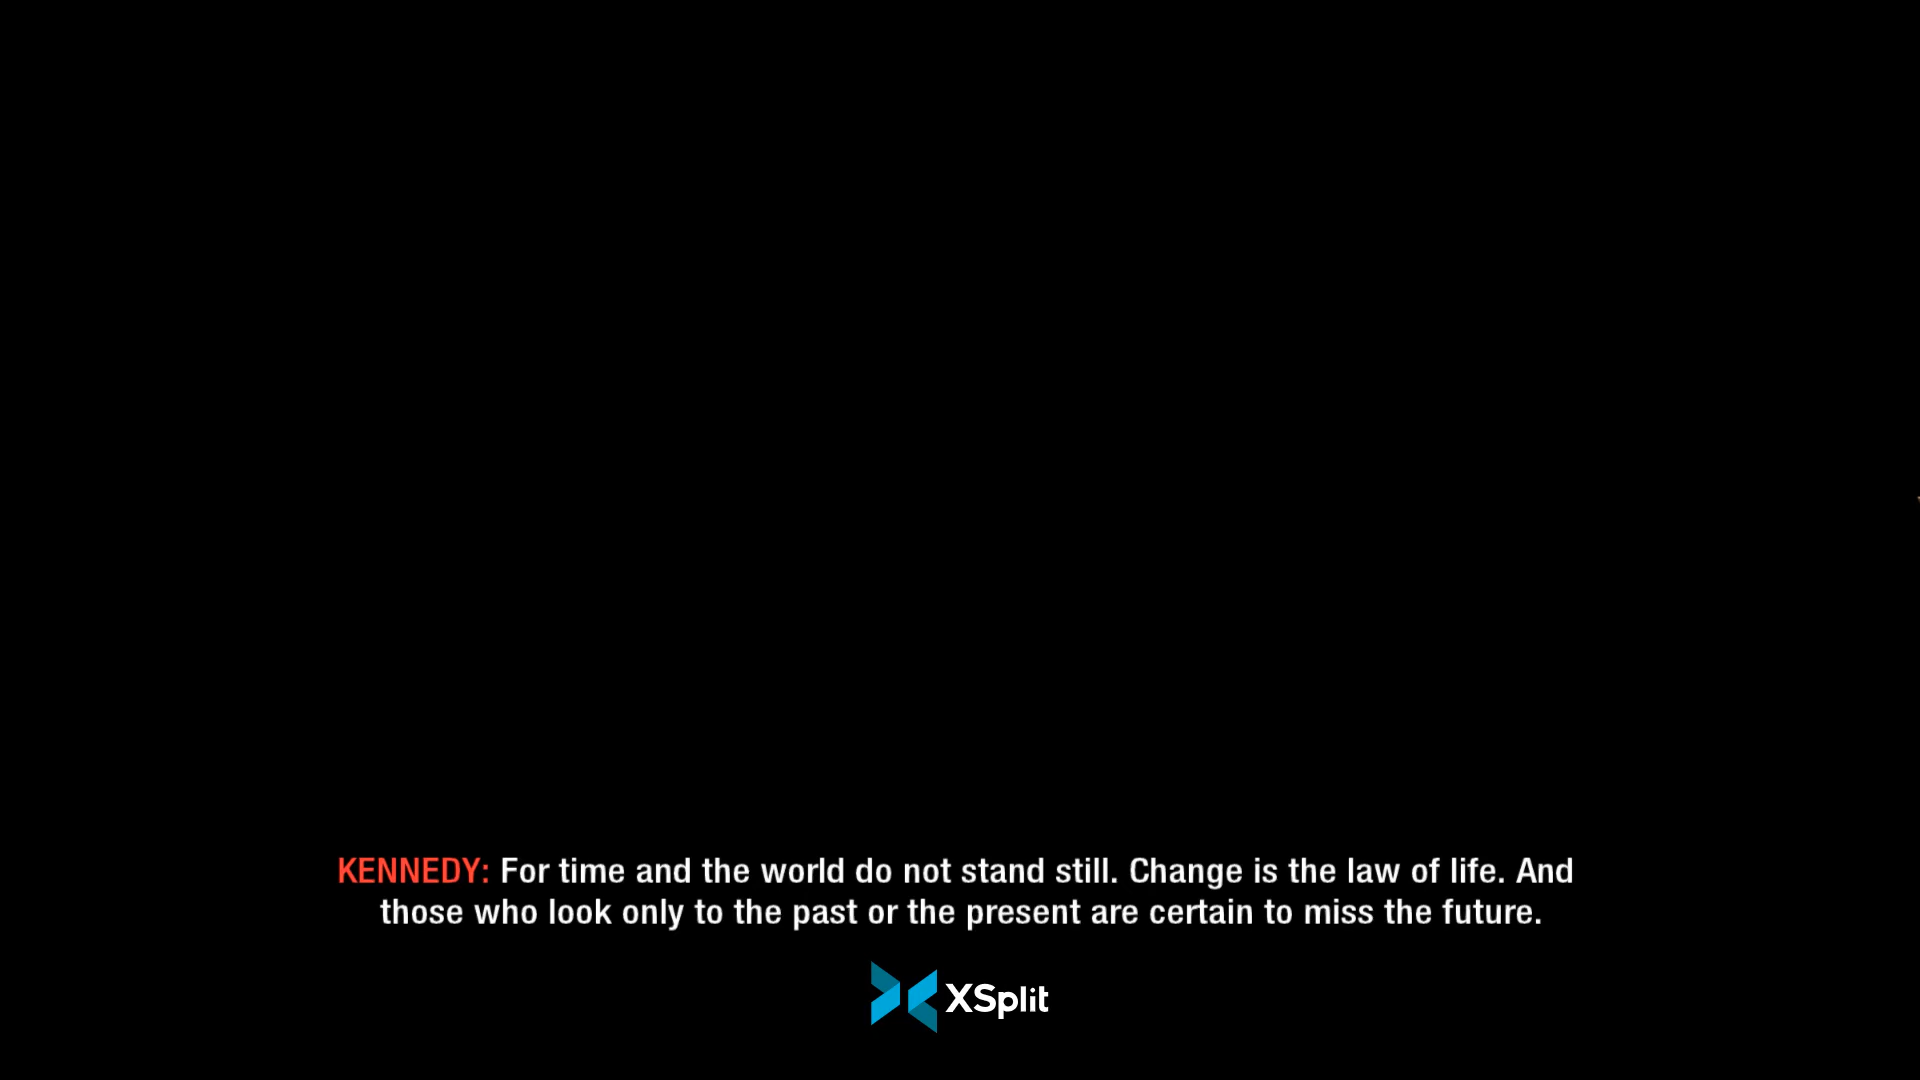 KENNEDY: For time and the world do not stand still. Change is the law of life. And
those who look only to the past or the present are certain to miss the future.
XSplit